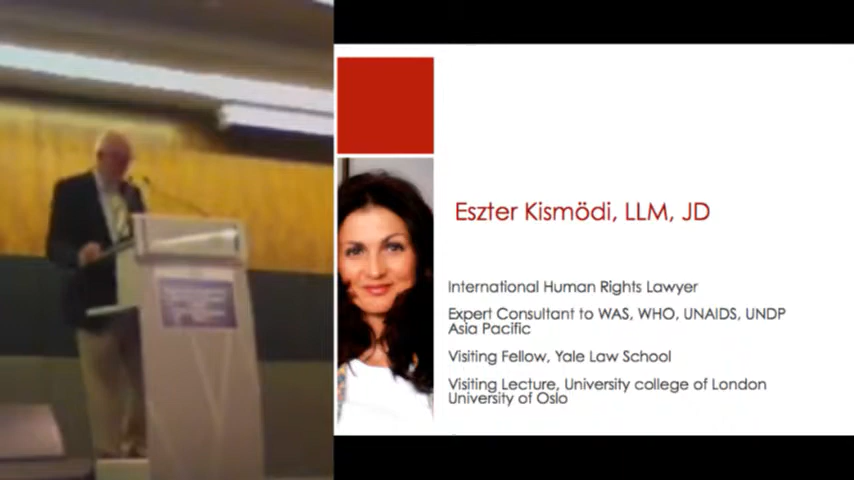 Eszter Kismödi, LLM, JD
International Human Rights Lawyer
Expert Consultant to WAS, WHO, UNAIDS, UNDP
Asia Pacific
Visiting Fellow, Yale Law School
Visiting Lecture, University college of London
University of Oslo